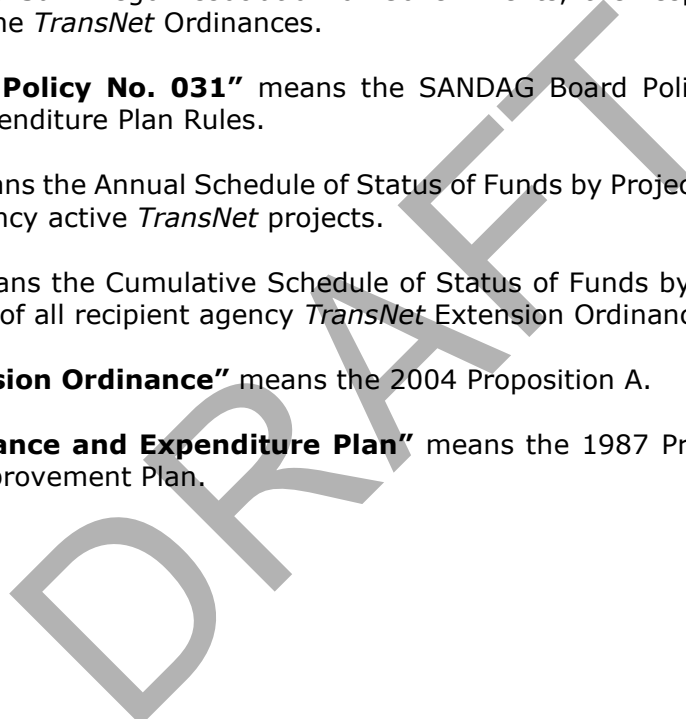 the TransNet Ordinances.
Policy No. 031” means the SANDAG Board Poli
enditure Plan Rules.
ns the Annual Schedule of Status of Funds by Projec
ncy active TransNet projects.
ans the Cumulative Schedule of Status of Funds by
of all recipient agency TransNet Extension Ordinanc
sion Ordinance” means the 2004 Proposition A.
ance and Expenditure Plan” means the 1987 Pr
provement Plan.
DRAFT